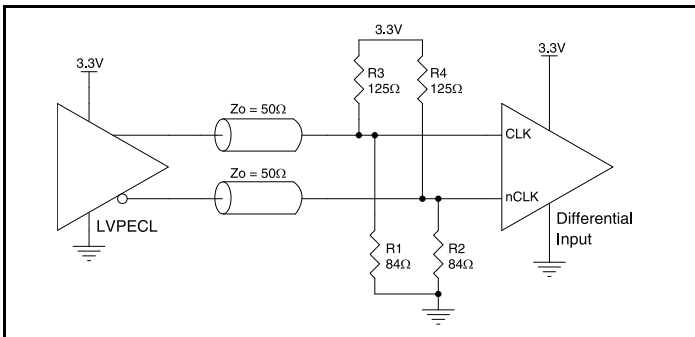 3.3V
3.3V
3.3V
R3
125Ω
R4
125Ω
Zo = 50Ω
CLK
Zo = 50Ω
nCLK
LVPECL
Differential
Input
R1
84Ω
R2
84Ω